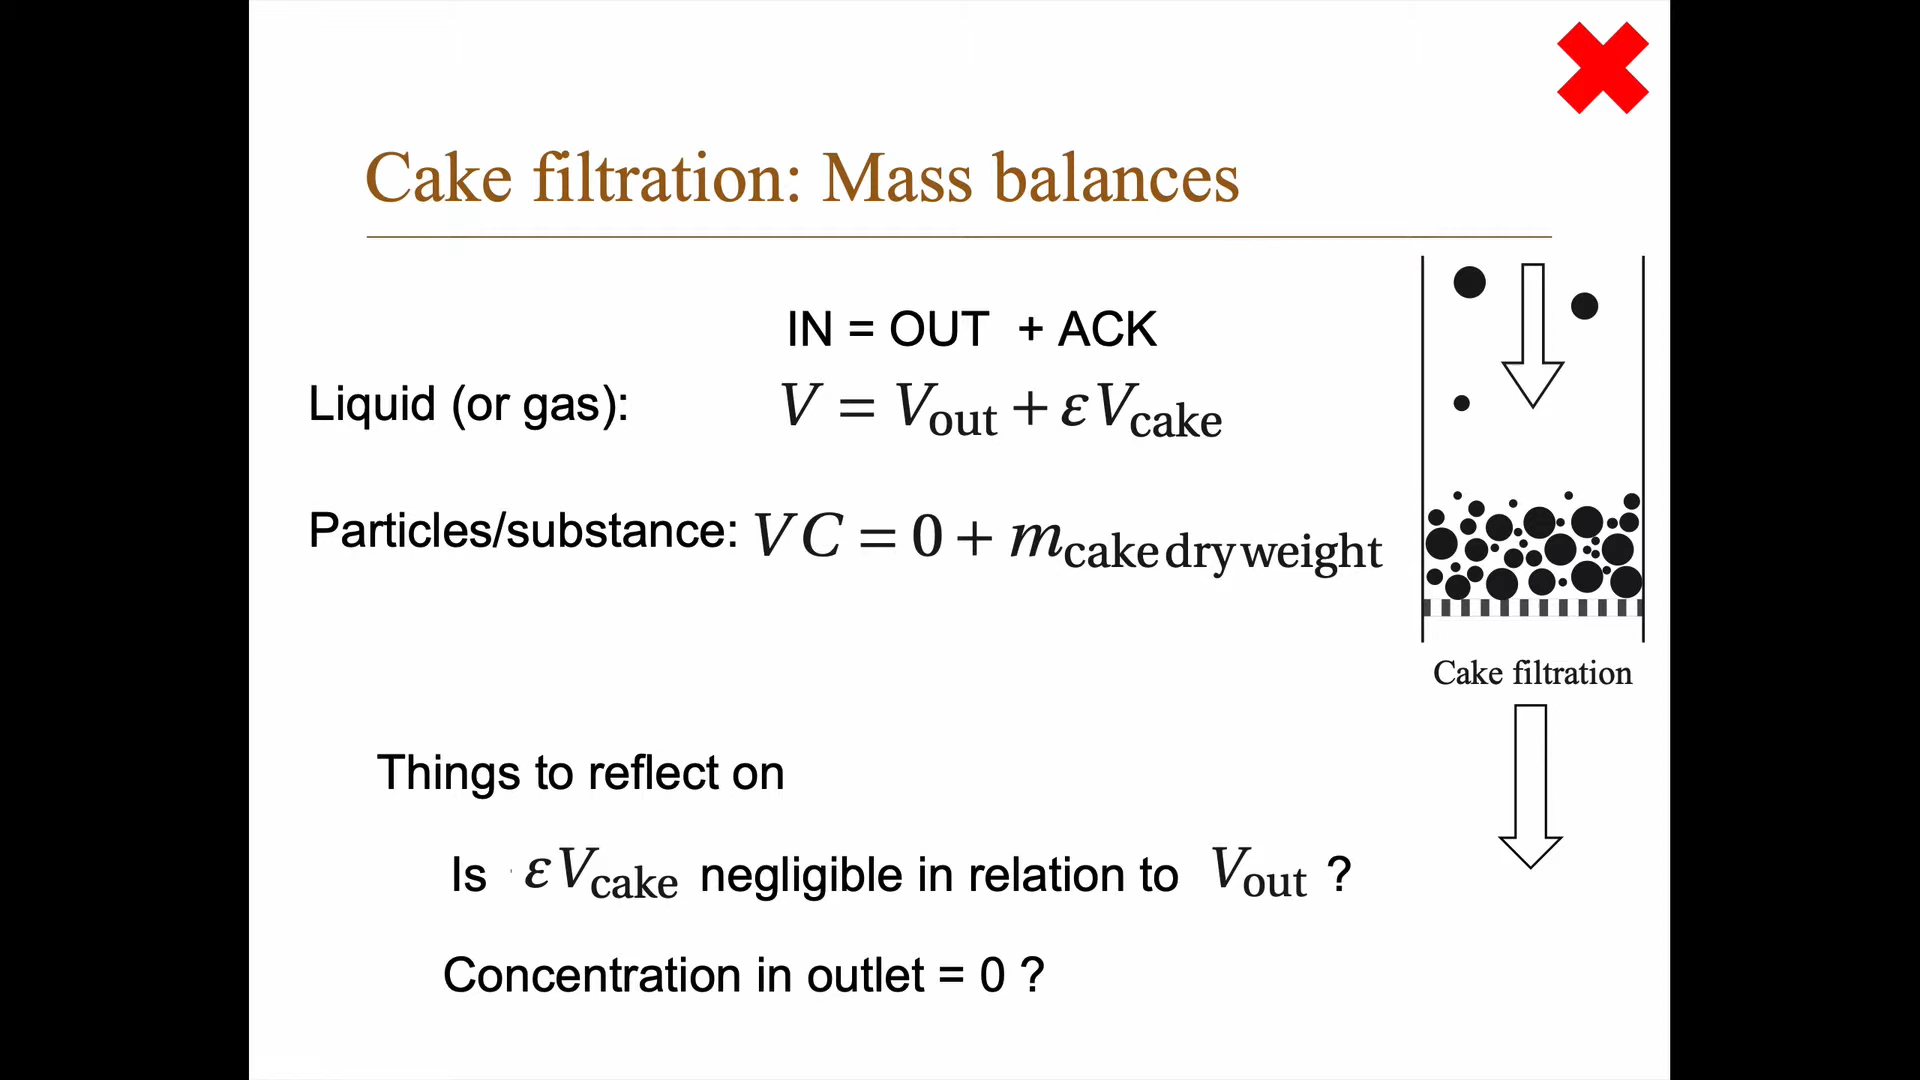 Cake filtration: Mass balances
IN = OUT + ACK
Liquid (or gas): V = V_out + εV_cake
Particles/substance: VC = 0 + m_cake dry weight
Cake filtration
Things to reflect on
Is εV_cake negligible in relation to V_out ?
Concentration in outlet = 0 ?